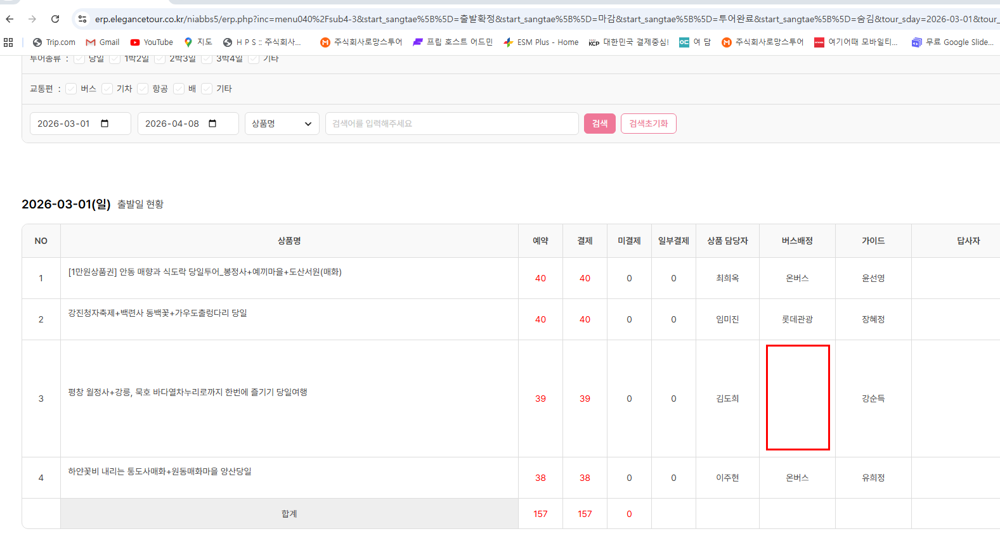 erp.elegancetour.co.kr/niabbs5/erp.php?inc=menu040%2Fsub4-3&start_sangtae%5B%5D=출발확정&start_sangtae%5B%5D=마감&start_sangtae%5B%5D=투어완료&start_sangtae%5B%5D=숨김&tour_sday=2026-03-01&tour_
Trip.com Gmail YouTube 지도 H P S :: 주식회사... 주식회사로망스투어 프립 호스트 어드민 ESM Plus - Home KCP 대한민국 결제중심! 여 담 주식회사로망스투어 여기어때 모바일티... 무료 Google Slide...
투어종류 : 당일 1박2일 2박3일 3박4일 기타
교통편 : 버스 기차 항공 배 기타
2026-03-01 2026-04-08 상품명 검색어를 입력해주세요 검색 검색초기화
2026-03-01(일) 출발일 현황
NO 상품명 예약 결제 미결제 일부결제 상품 담당자 버스배정 가이드 답사자
1 [1만원상품권] 안동 매향과 식도락 당일투어_봉정사+예끼마을+도산서원(매화) 40 40 0 0 최희옥 온버스 윤선영
2 강진청자축제+백련사 동백꽃+가우도출렁다리 당일 40 40 0 0 임미진 롯데관광 장혜정
3 평창 월정사+강릉, 묵호 바다열차누리로까지 한번에 즐기기 당일여행 39 39 0 0 김도희 강순득
4 하얀꽃비 내리는 통도사매화+원동매화마을 양산당일 38 38 0 0 이주현 온버스 유희정
합계 157 157 0